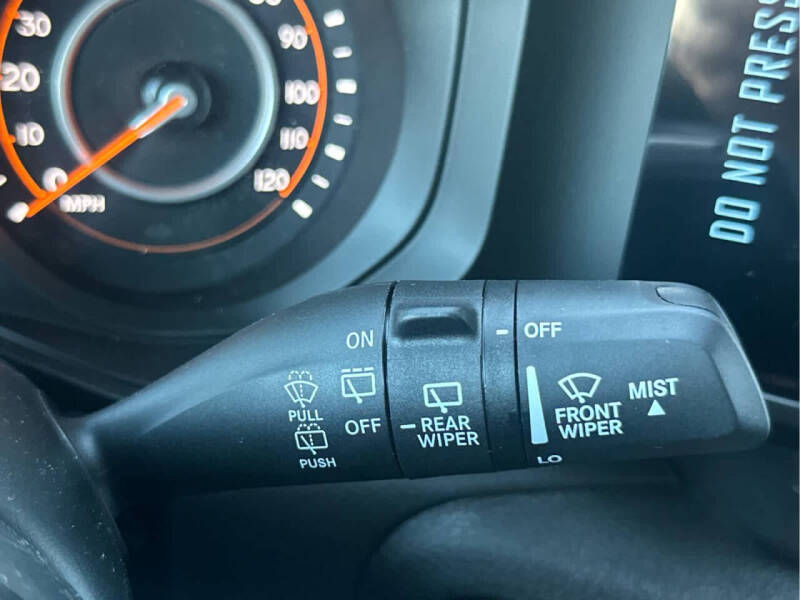 30
20
10
0
MPH
90
100
110
120
DO NOT PRESS
ON
OFF
PULL
PUSH
REAR
WIPER
OFF
FRONT
WIPER
MIST
LO